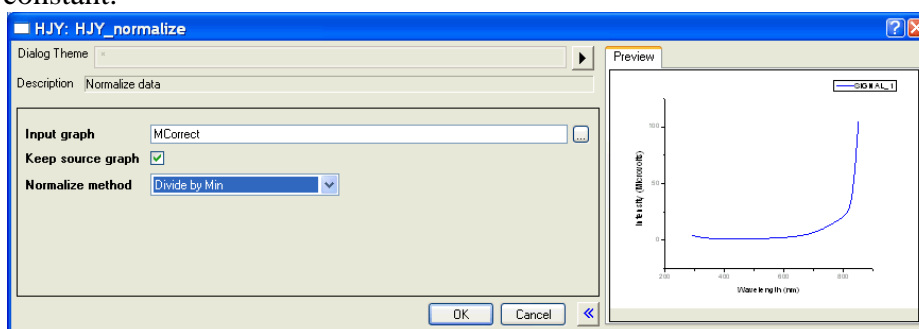 constant.
HJY: HJY_normalize
Dialog Theme *
Description Normalize data
Input graph MCorrect ...
Keep source graph
Normalize method Divide by Min
OK Cancel
Preview
SIGNAL_1
100
50
0
Intensity (Microvolts)
200 400 600 800
Wavelength (nm)